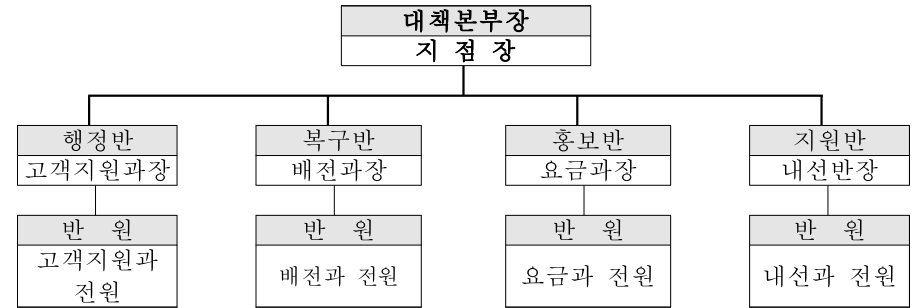 대책본부장
지 점 장
행정반
복구반
홍보반
지원반
고객지원과장
배전과장
요금과장
내선반장
반 원
반 원
반 원
반 원
고객지원과
전원
배전과 전원
요금과 전원
내선과 전원